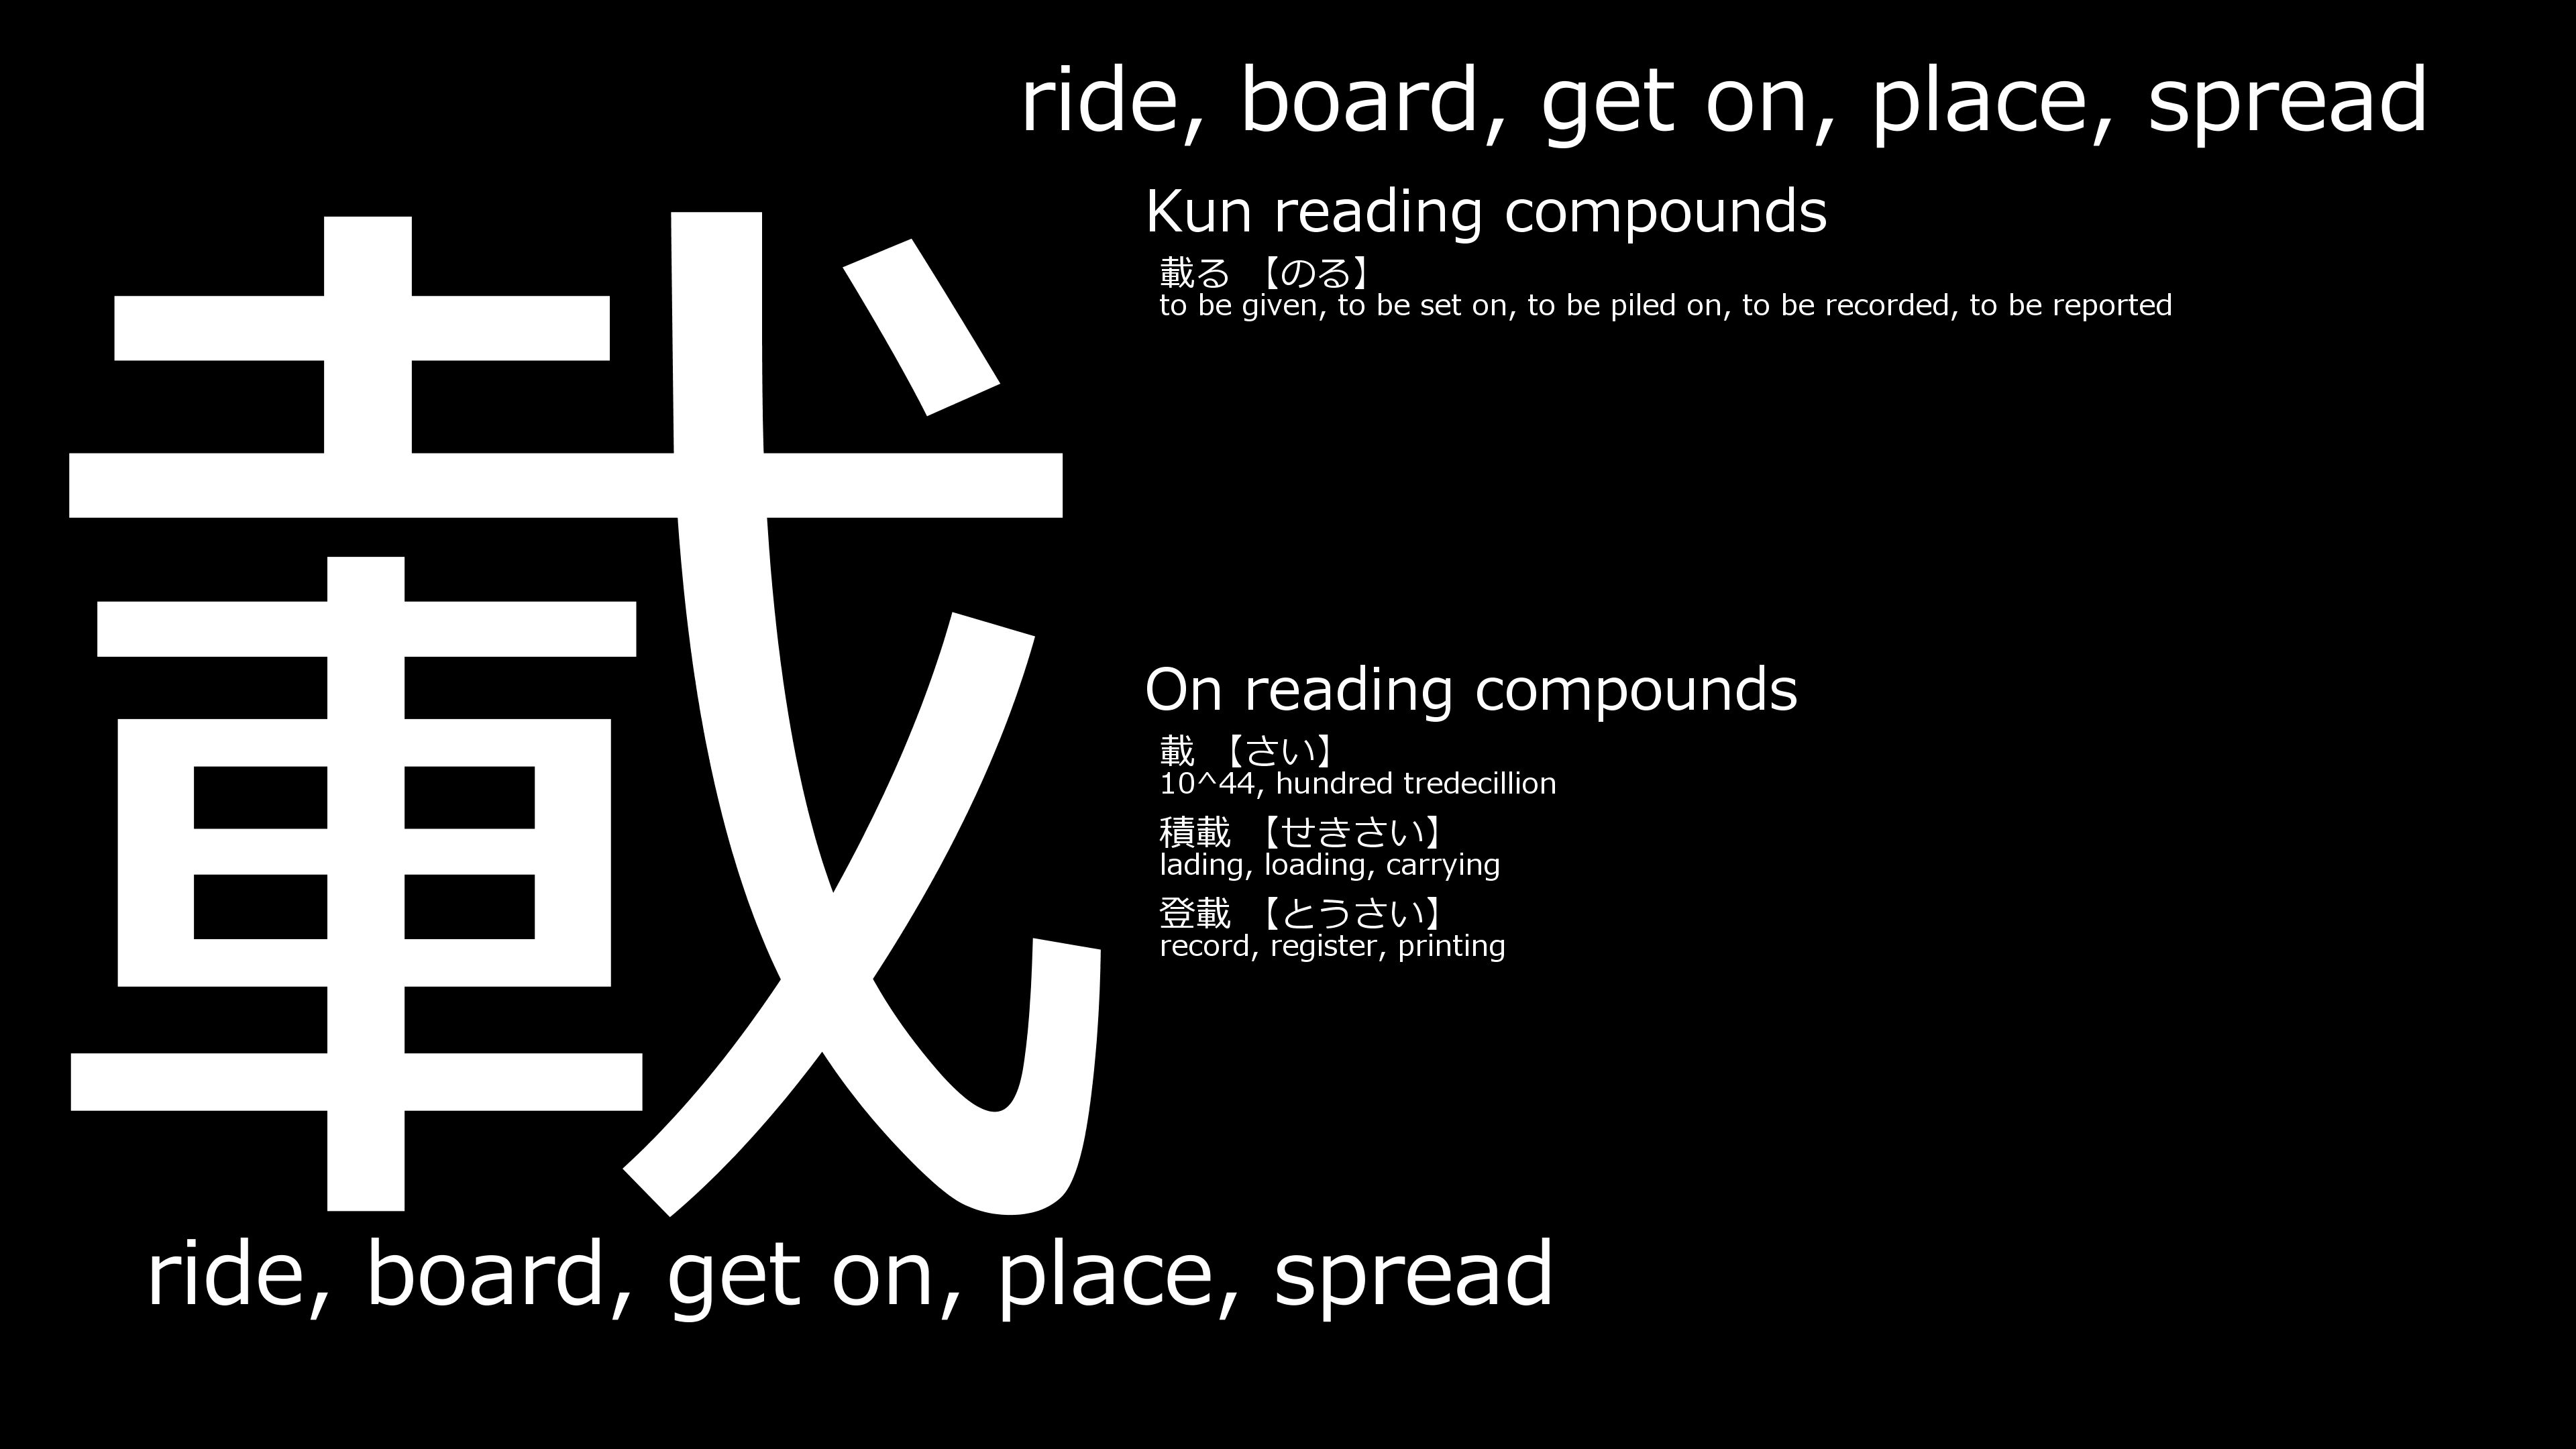 ride, board, get on, place, spread
載
Kun reading compounds
載る 【のる】
to be given, to be set on, to be piled on, to be recorded, to be reported
On reading compounds
載 【さい】
10^44, hundred tredecillion
積載 【せきさい】
lading, loading, carrying
登載 【とうさい】
record, register, printing
ride, board, get on, place, spread